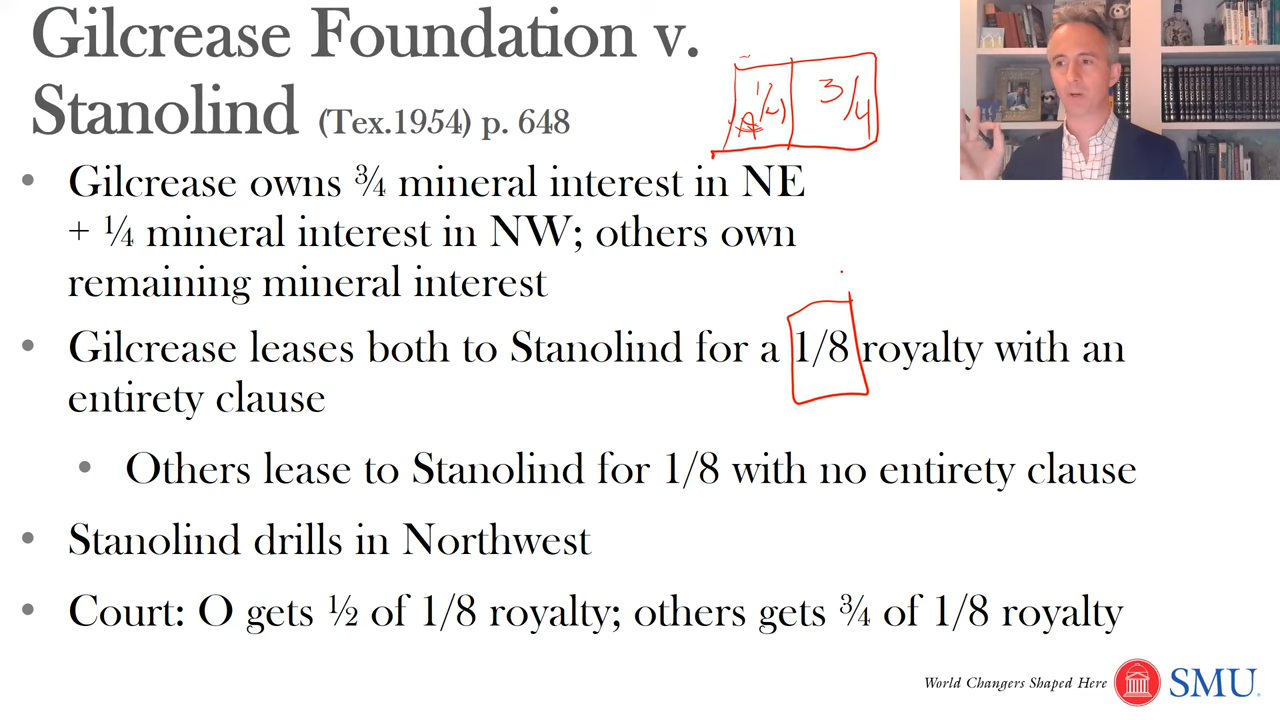 Gilcrease Foundation v.
Stanolind (Tex.1954) p. 648
1/4 3/4
• Gilcrease owns ¾ mineral interest in NE
+ ¼ mineral interest in NW; others own
remaining mineral interest
• Gilcrease leases both to Stanolind for a 1/8 royalty with an
entirety clause
• Others lease to Stanolind for 1/8 with no entirety clause
• Stanolind drills in Northwest
• Court: O gets ½ of 1/8 royalty; others gets ¾ of 1/8 royalty
World Changers Shaped Here SMU